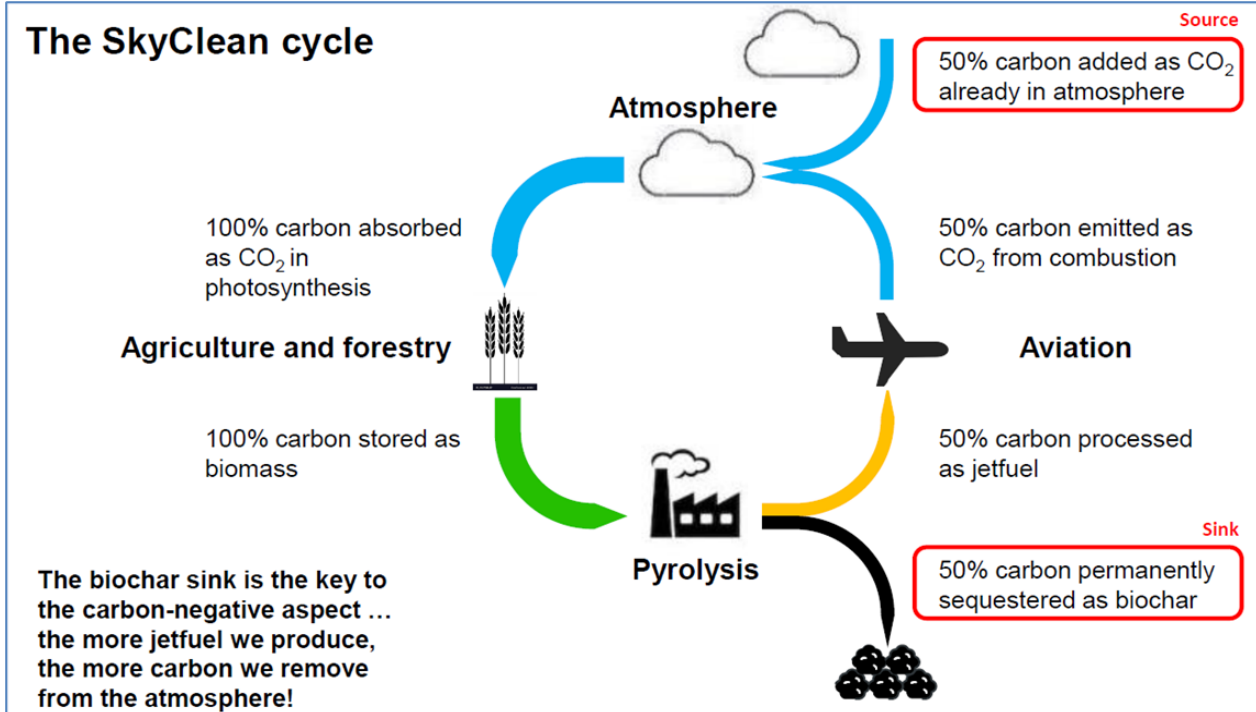 The SkyClean cycle
Source
50% carbon added as CO₂
already in atmosphere
Atmosphere
100% carbon absorbed
as CO₂ in
photosynthesis
50% carbon emitted as
CO₂ from combustion
Agriculture and forestry
Aviation
100% carbon stored as
biomass
50% carbon processed
as jetfuel
Pyrolysis
Sink
50% carbon permanently
sequestered as biochar
The biochar sink is the key to
the carbon-negative aspect ...
the more jetfuel we produce,
the more carbon we remove
from the atmosphere!